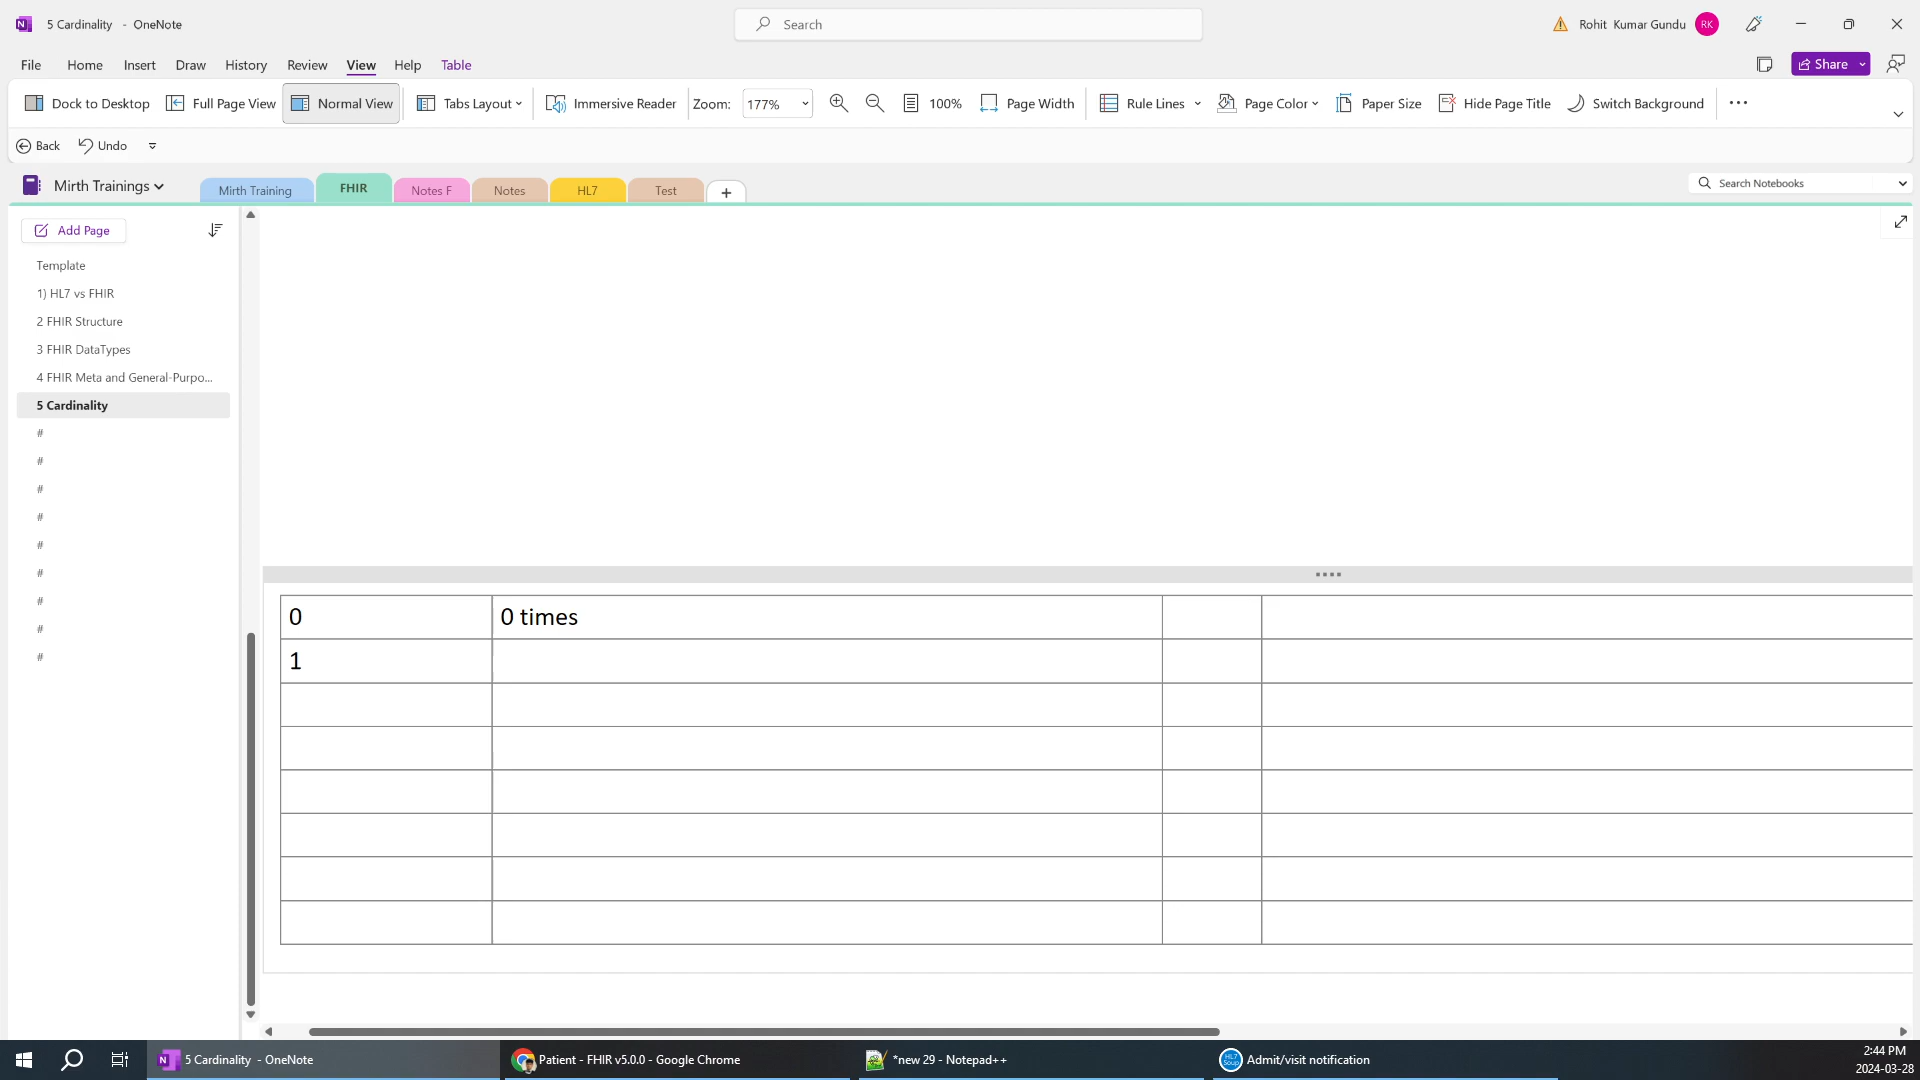 5 Cardinality - OneNote
Search
Rohit Kumar Gundu
RK
File
Home
Insert
Draw
History
Review
View
Help
Table
Share
Dock to Desktop
Full Page View
Normal View
Tabs Layout
Immersive Reader
Zoom:
177%
100%
Page Width
Rule Lines
Page Color
Paper Size
Hide Page Title
Switch Background
Back
Undo
Mirth Trainings
Mirth Training
FHIR
Notes F
Notes
HL7
Test
+
Search Notebooks
Add Page
Template
1) HL7 vs FHIR
2 FHIR Structure
3 FHIR DataTypes
4 FHIR Meta and General-Purpo...
5 Cardinality
#
#
#
#
#
#
#
#
#
0
0 times
1
5 Cardinality - OneNote
Patient - FHIR v5.0.0 - Google Chrome
*new 29 - Notepad++
HL7
Soup
Admit/visit notification
2:44 PM
2024-03-28